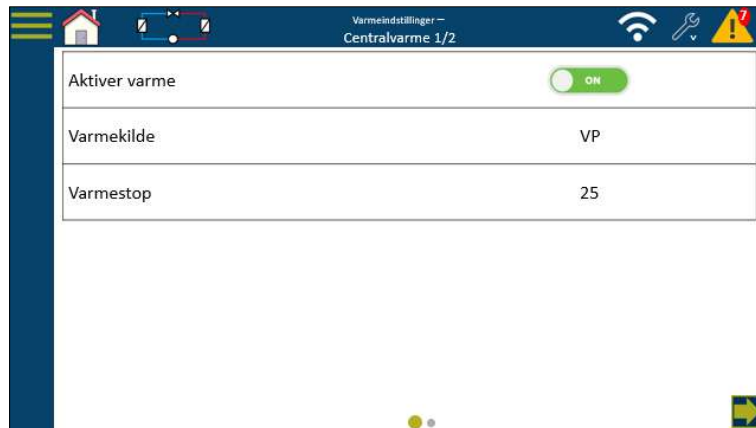 Varmeindstillinger –
Centralvarme 1/2
7
v
Aktiver varme
ON
Varmekilde VP
Varmestop 25